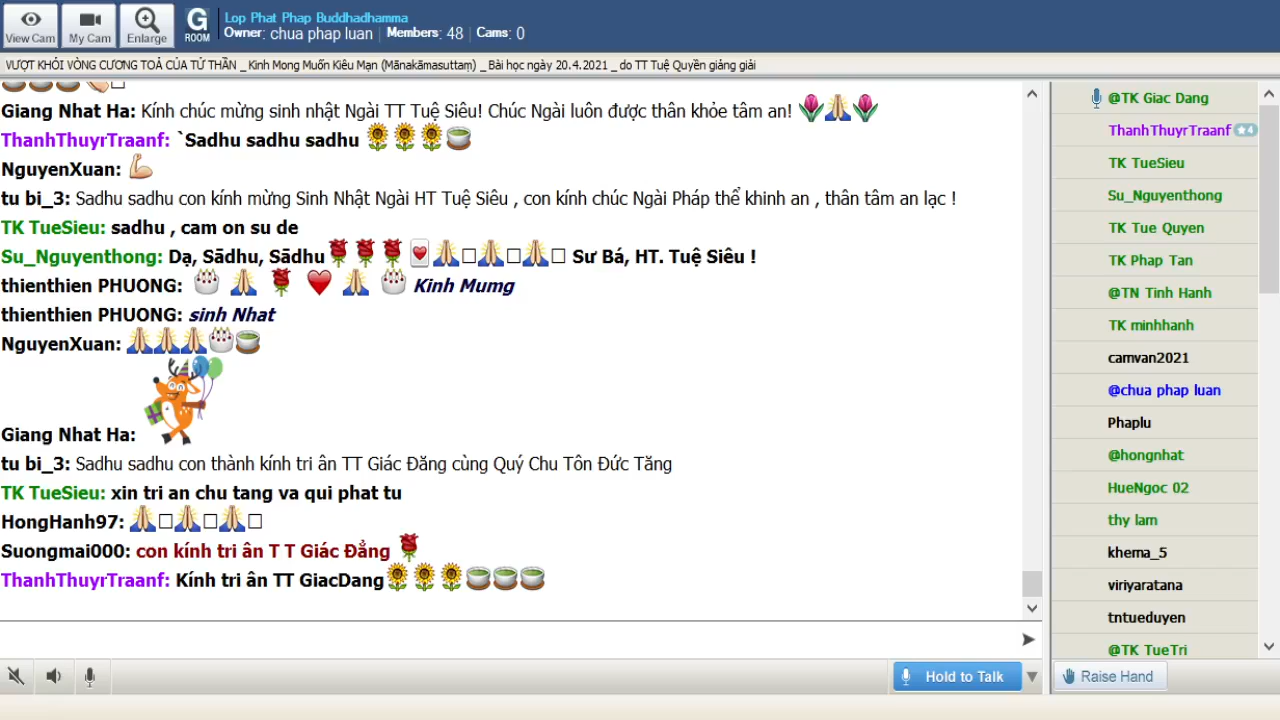 View Cam
My Cam
Enlarge
G
ROOM
Lop Phat Phap Buddhadhamma
Owner: chua phap luan | Members: 48 | Cams: 0
VƯỢT KHỎI VÒNG CƯƠNG TOẢ CỦA TỬ THẦN _ Kinh Mong Muốn Kiêu Mạn (Mānakāmasuttaṃ) _ Bài học ngày 20.4.2021 _ do TT Tuệ Quyền giảng giải
Giang Nhat Ha: Kính chúc mừng sinh nhật Ngài TT Tuệ Siêu! Chúc Ngài luôn được thân khỏe tâm an! 🌷🙏🌷
ThanhThuyrTraanf: `Sadhu sadhu sadhu 🌻🌻🌻🍵
NguyenXuan: 💪
tu bi_3: Sadhu sadhu con kính mừng Sinh Nhật Ngài HT Tuệ Siêu , con kính chúc Ngài Pháp thể khinh an , thân tâm an lạc !
TK TueSieu: sadhu , cam on su de
Su_Nguyenthong: Dạ, Sādhu, Sādhu🌹🌹🌹💌🙏□🙏□🙏□ Sư Bá, HT. Tuệ Siêu !
thienthien PHUONG: 🎂 🙏 🌹 ❤️ 🙏 🎂 Kinh Mumg
thienthien PHUONG: sinh Nhat
NguyenXuan: 🙏🙏🙏🎂🍵
Giang Nhat Ha:
tu bi_3: Sadhu sadhu con thành kính tri ân TT Giác Đăng cùng Quý Chu Tôn Đức Tăng
TK TueSieu: xin tri an chu tang va qui phat tu
HongHanh97: 🙏□🙏□🙏□
Suongmai000: con kính tri ân T T Giác Đẳng 🌹
ThanhThuyrTraanf: Kính tri ân TT GiacDang🌻🌻🌻🍵🍵🍵
Hold to Talk
@TK Giac Dang
ThanhThuyrTraanf ★4
TK TueSieu
Su_Nguyenthong
TK Tue Quyen
TK Phap Tan
@TN Tinh Hanh
TK minhhanh
camvan2021
@chua phap luan
Phaplu
@hongnhat
HueNgoc 02
thy lam
khema_5
viriyaratana
tntueduyen
@TK TueTri
Raise Hand